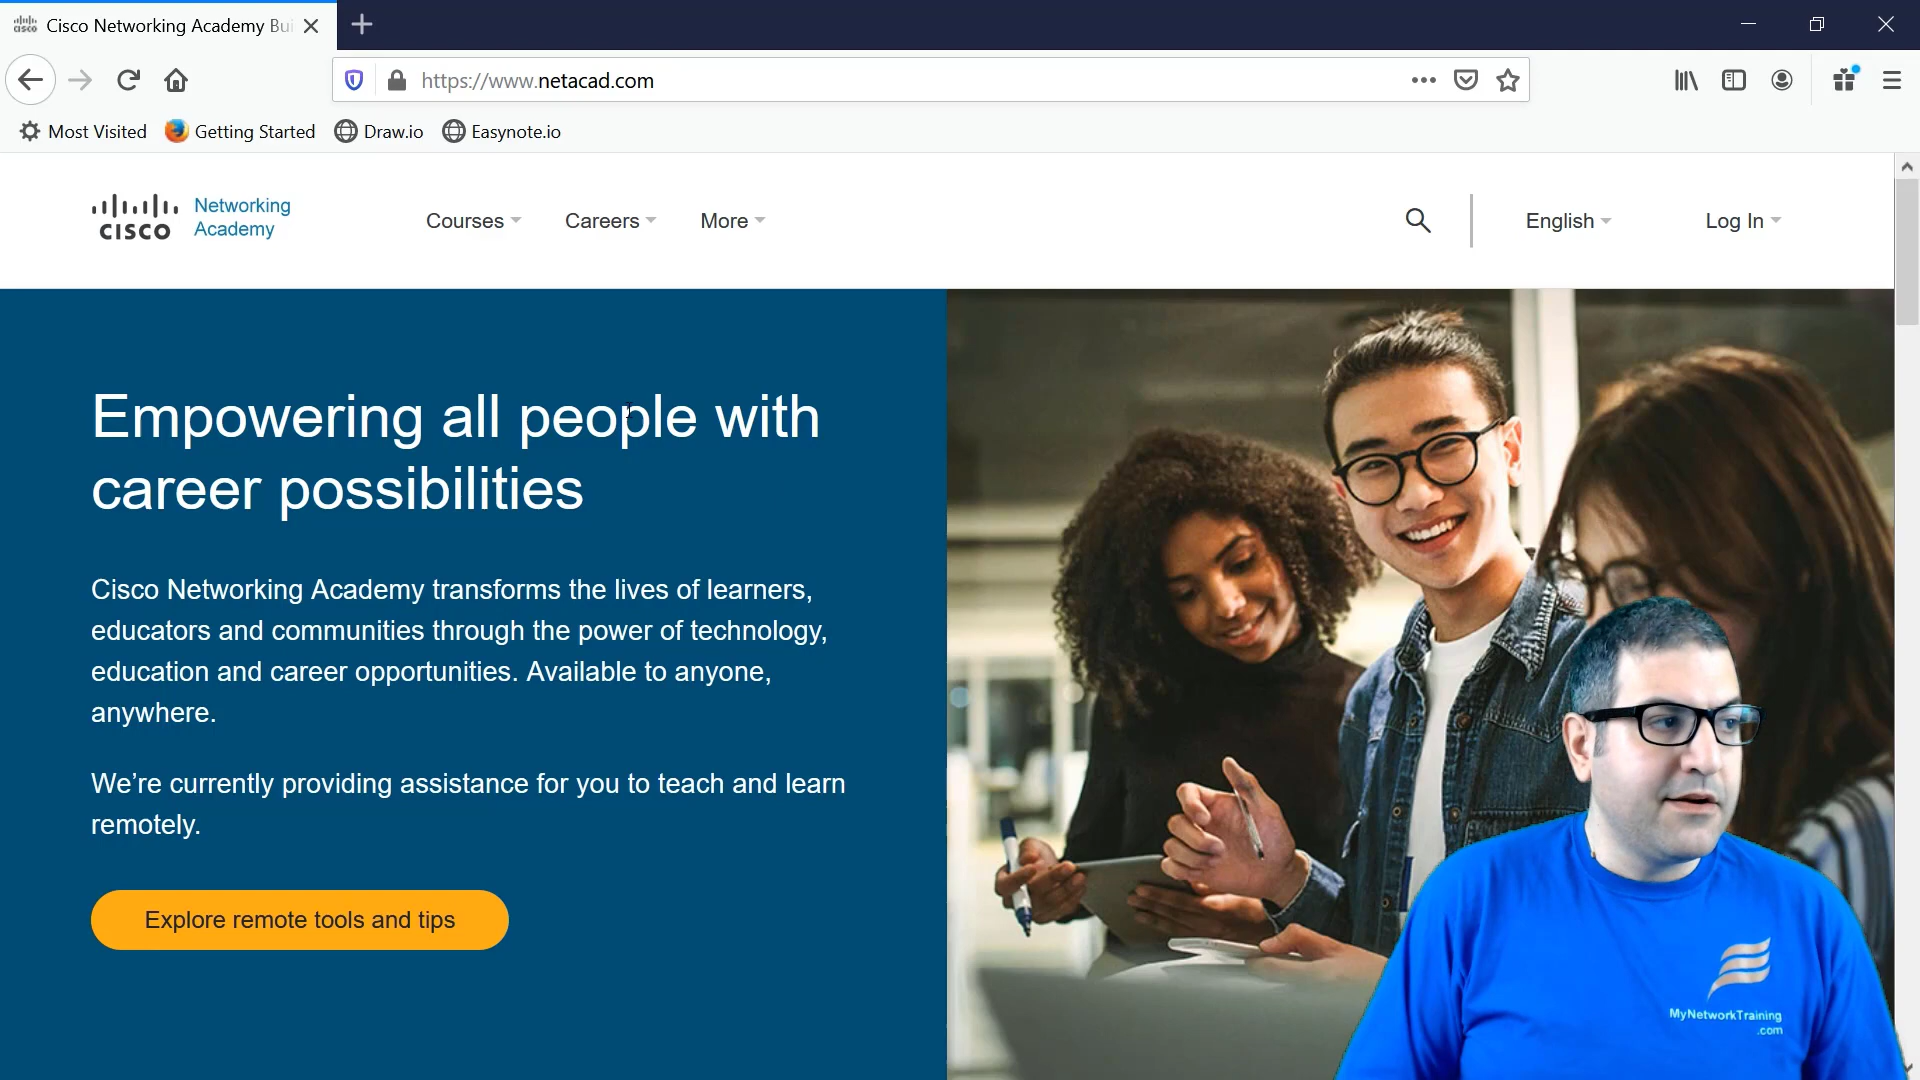 Cisco Networking Academy Bui
https://www.netacad.com
Most Visited
Getting Started
Draw.io
Easynote.io
CISCO
Networking
Academy
Courses
Careers
More
English
Log In
Empowering all people with
career possibilities
Cisco Networking Academy transforms the lives of learners,
educators and communities through the power of technology,
education and career opportunities. Available to anyone,
anywhere.
We’re currently providing assistance for you to teach and learn
remotely.
Explore remote tools and tips
MyNetworkTraining
.com